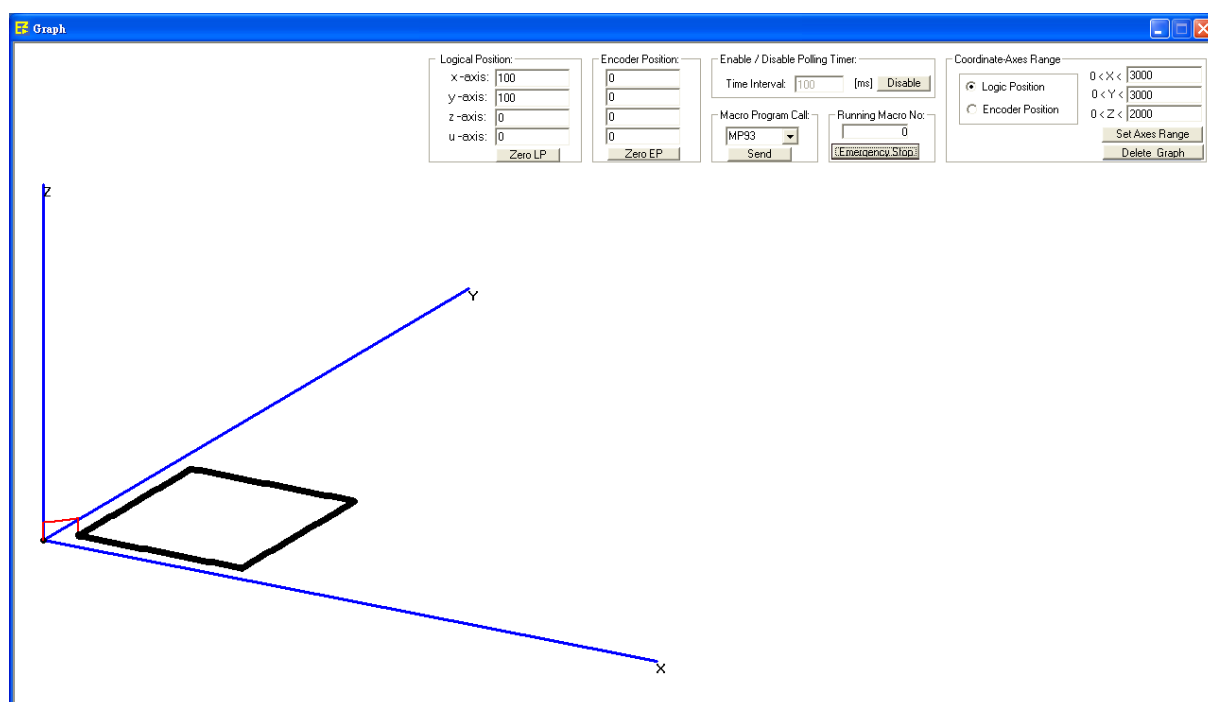 Graph
Logical Position:
x-axis: 100
y-axis: 100
z-axis: 0
u-axis: 0
Zero LP
Encoder Position:
0
0
0
0
Zero EP
Enable / Disable Polling Timer:
Time Interval: 100 [ms] Disable
Macro Program Call:
MP93
Send
Running Macro No:
0
Emergency Stop
Coordinate-Axes Range
Logic Position
Encoder Position
0 < X < 3000
0 < Y < 3000
0 < Z < 2000
Set Axes Range
Delete Graph
Z
Y
X